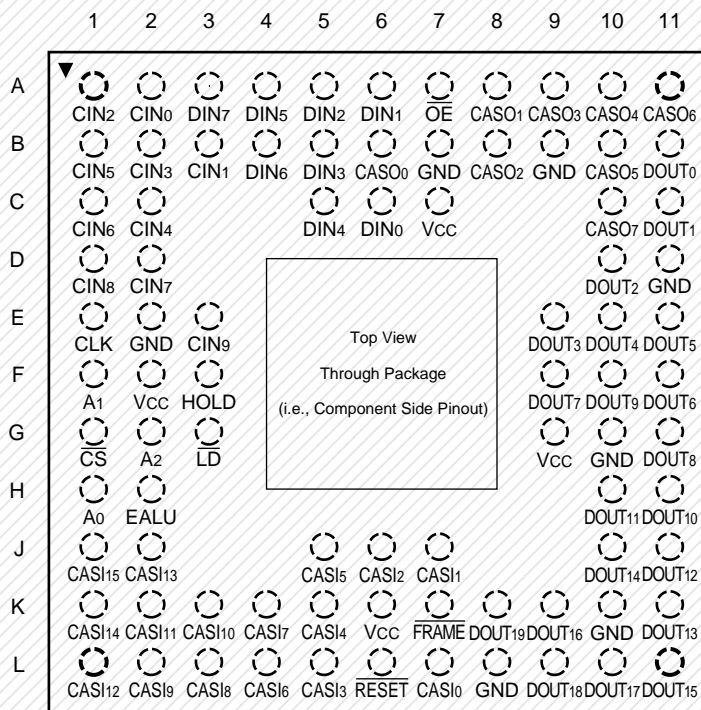 1 2 3 4 5 6 7 8 9 10 11
A
CIN2 CIN0 DIN7 DIN5 DIN2 DIN1 OE CASO1 CASO3 CASO4 CASO6
B
CIN5 CIN3 CIN1 DIN6 DIN3 CASO0 GND CASO2 GND CASO5 DOUT0
C
CIN6 CIN4 DIN4 DIN0 VCC CASO7 DOUT1
D
CIN8 CIN7 DOUT2 GND
E
CLK GND CIN9 DOUT3 DOUT4 DOUT5
Top View
Through Package
(i.e., Component Side Pinout)
F
A1 VCC HOLD DOUT7 DOUT9 DOUT6
G
CS A2 LD VCC GND DOUT8
H
A0 EALU DOUT11 DOUT10
J
CASI15 CASI13 CASI5 CASI2 CASI1 DOUT14 DOUT12
K
CASI14 CASI11 CASI10 CASI7 CASI4 VCC FRAME DOUT19 DOUT16 GND DOUT13
L
CASI12 CASI9 CASI8 CASI6 CASI3 RESET CASI0 GND DOUT18 DOUT17 DOUT15